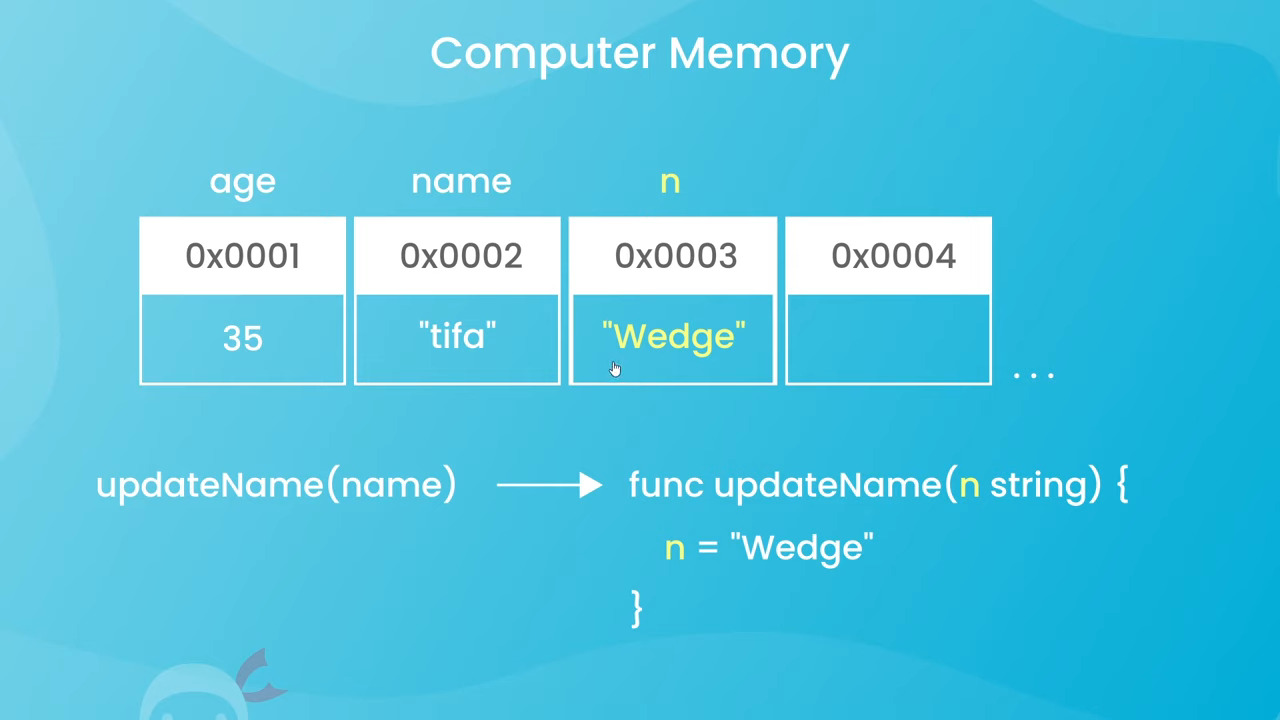 Computer Memory
age name n
0x0001 0x0002 0x0003 0x0004
35 "tifa" "Wedge" ...
updateName(name) func updateName(n string) {
n = "Wedge"
}